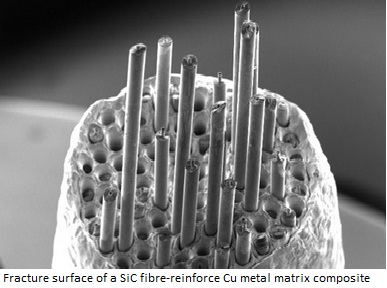 Fracture surface of a SiC fibre-reinforce Cu metal matrix composite